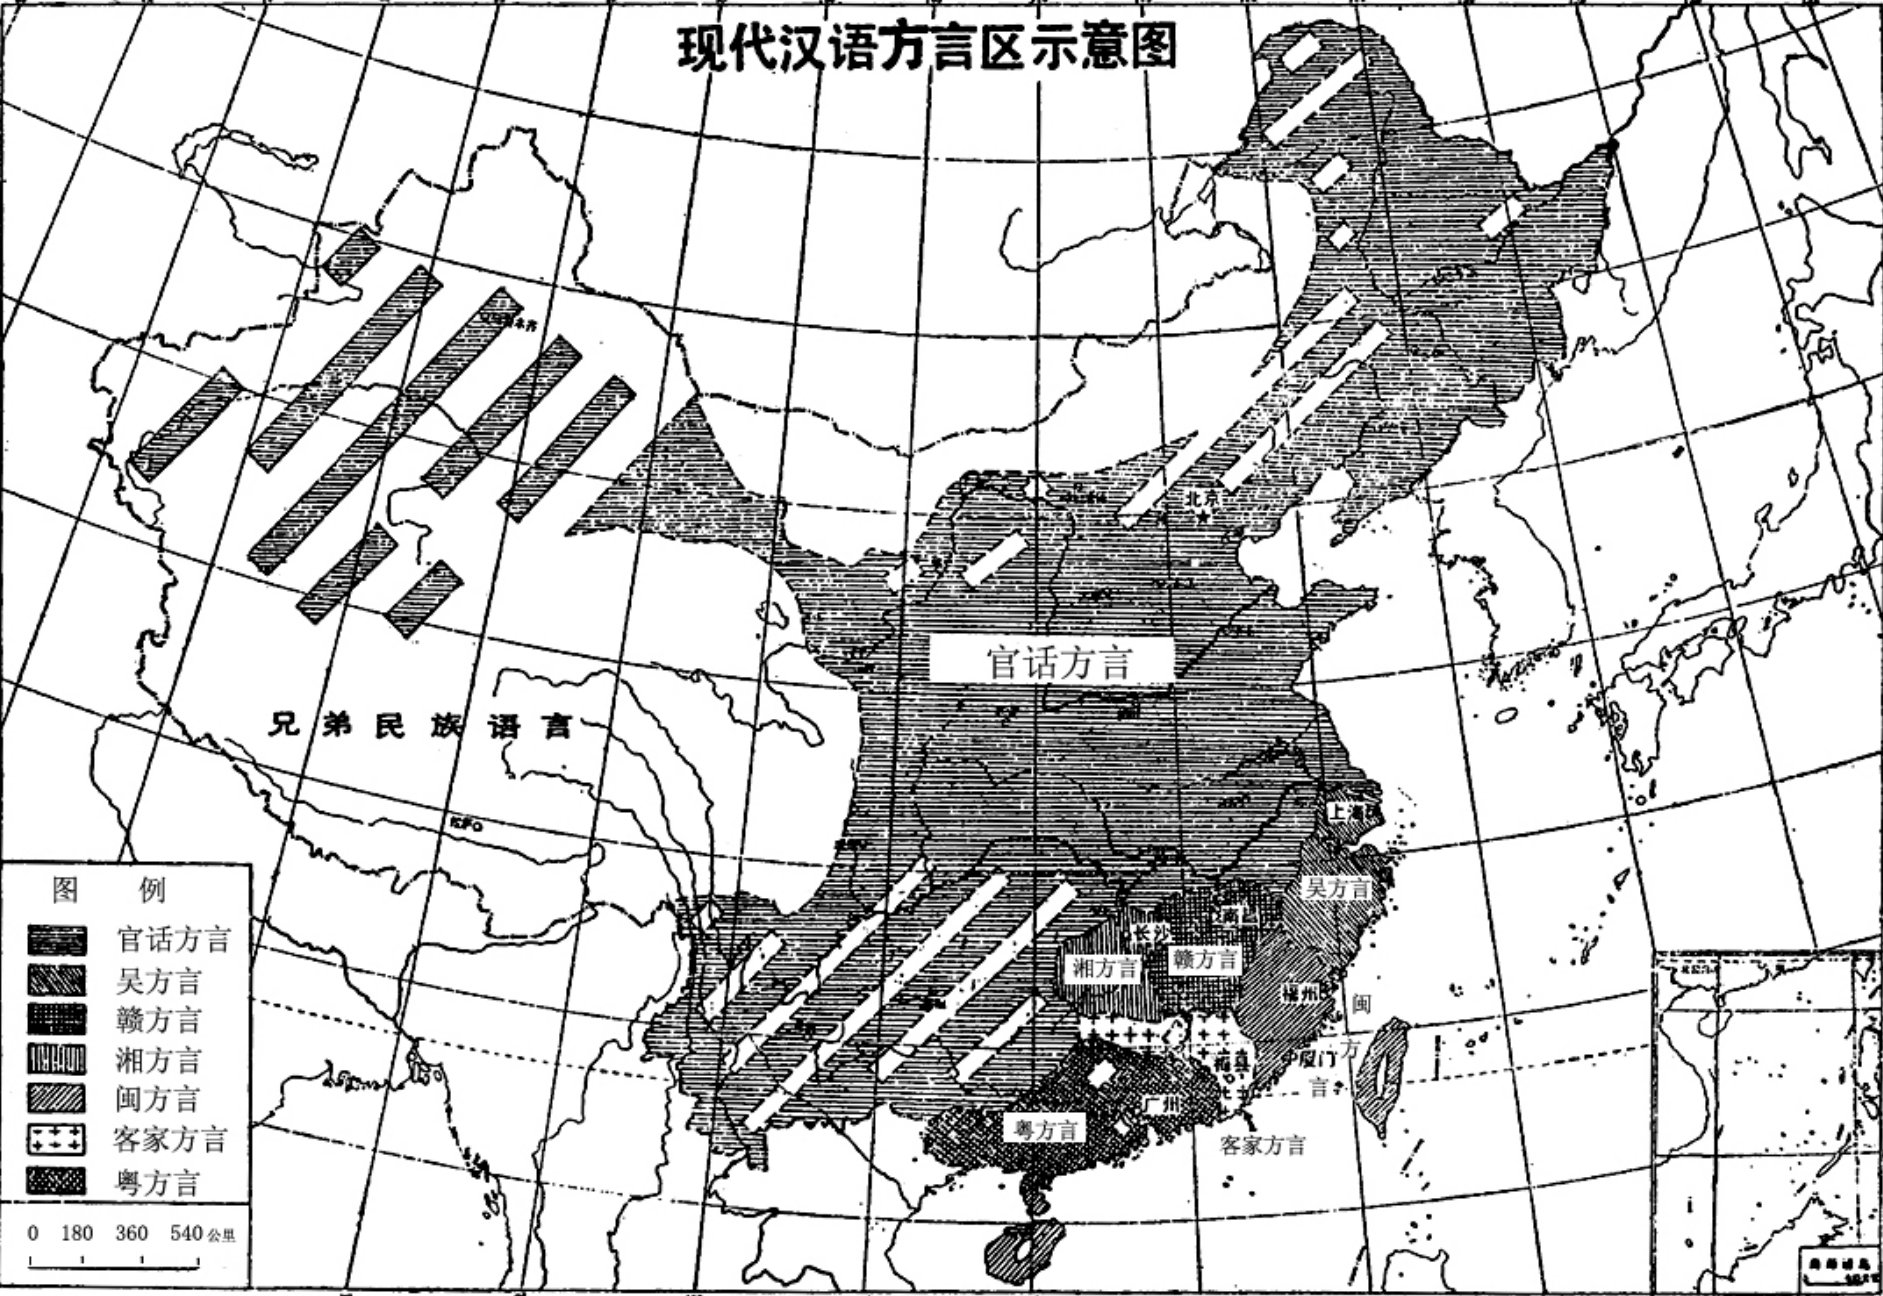 现代汉语方言区示意图
北京
官话方言
兄弟民族语言
拉萨
上海
吴方言
南昌
长沙
赣方言
湘方言
福州
闽
方
言
厦门
梅县
广州
粤方言
客家方言
图 例
官话方言
吴方言
赣方言
湘方言
闽方言
客家方言
粤方言
0 180 360 540 公里